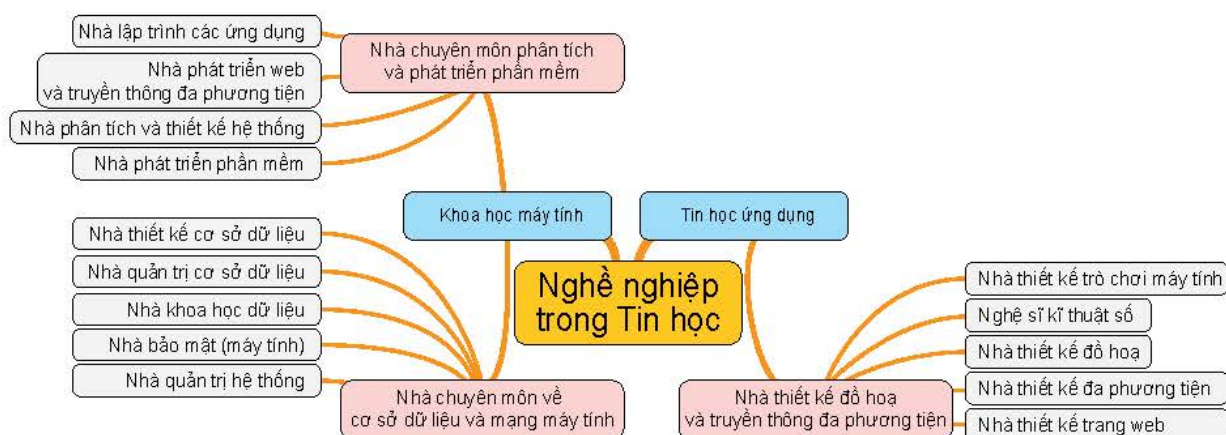 Nhà lập trình các ứng dụng
Nhà phát triển web
và truyền thông đa phương tiện
Nhà phân tích và thiết kế hệ thống
Nhà phát triển phần mềm
Nhà chuyên môn phân tích
và phát triển phần mềm
Khoa học máy tính
Tin học ứng dụng
Nghề nghiệp
trong Tin học
Nhà thiết kế cơ sở dữ liệu
Nhà quản trị cơ sở dữ liệu
Nhà khoa học dữ liệu
Nhà bảo mật (máy tính)
Nhà quản trị hệ thống
Nhà chuyên môn về
cơ sở dữ liệu và mạng máy tính
Nhà thiết kế đồ hoạ
và truyền thông đa phương tiện
Nhà thiết kế trò chơi máy tính
Nghệ sĩ kĩ thuật số
Nhà thiết kế đồ hoạ
Nhà thiết kế đa phương tiện
Nhà thiết kế trang web